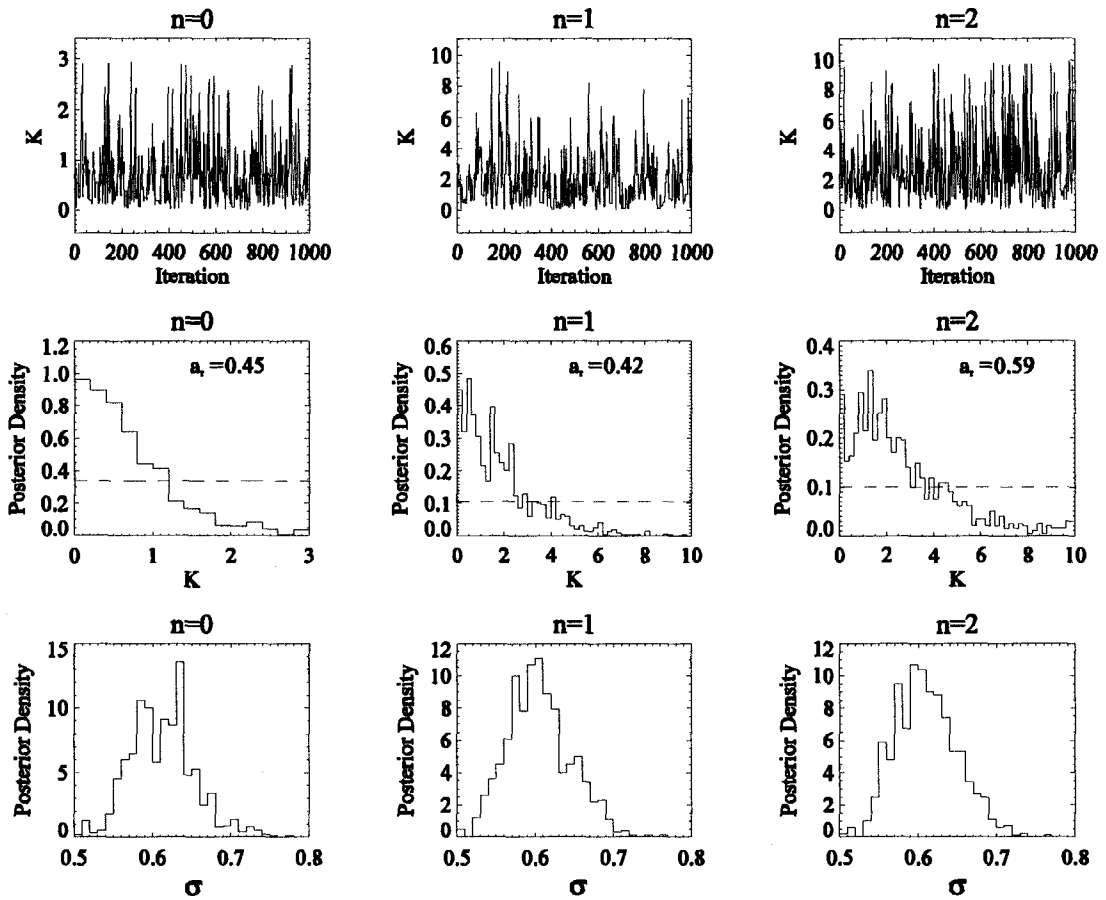 n=0
n=1
n=2
K
3
2
1
0
0 200 400 600 800 1000
Iteration
K
10
8
6
4
2
0
0 200 400 600 800 1000
Iteration
K
10
8
6
4
2
0
0 200 400 600 800 1000
Iteration
n=0
n=1
n=2
Posterior Density
1.2
1.0
0.8
0.6
0.4
0.2
0.0
a_r=0.45
0 1 2 3
K
Posterior Density
0.6
0.5
0.4
0.3
0.2
0.1
0.0
a_r=0.42
0 2 4 6 8 10
K
Posterior Density
0.4
0.3
0.2
0.1
0.0
a_r=0.59
0 2 4 6 8 10
K
n=0
n=1
n=2
Posterior Density
15
10
5
0
0.5 0.6 0.7 0.8
σ
Posterior Density
12
10
8
6
4
2
0
0.5 0.6 0.7 0.8
σ
Posterior Density
12
10
8
6
4
2
0
0.5 0.6 0.7 0.8
σ